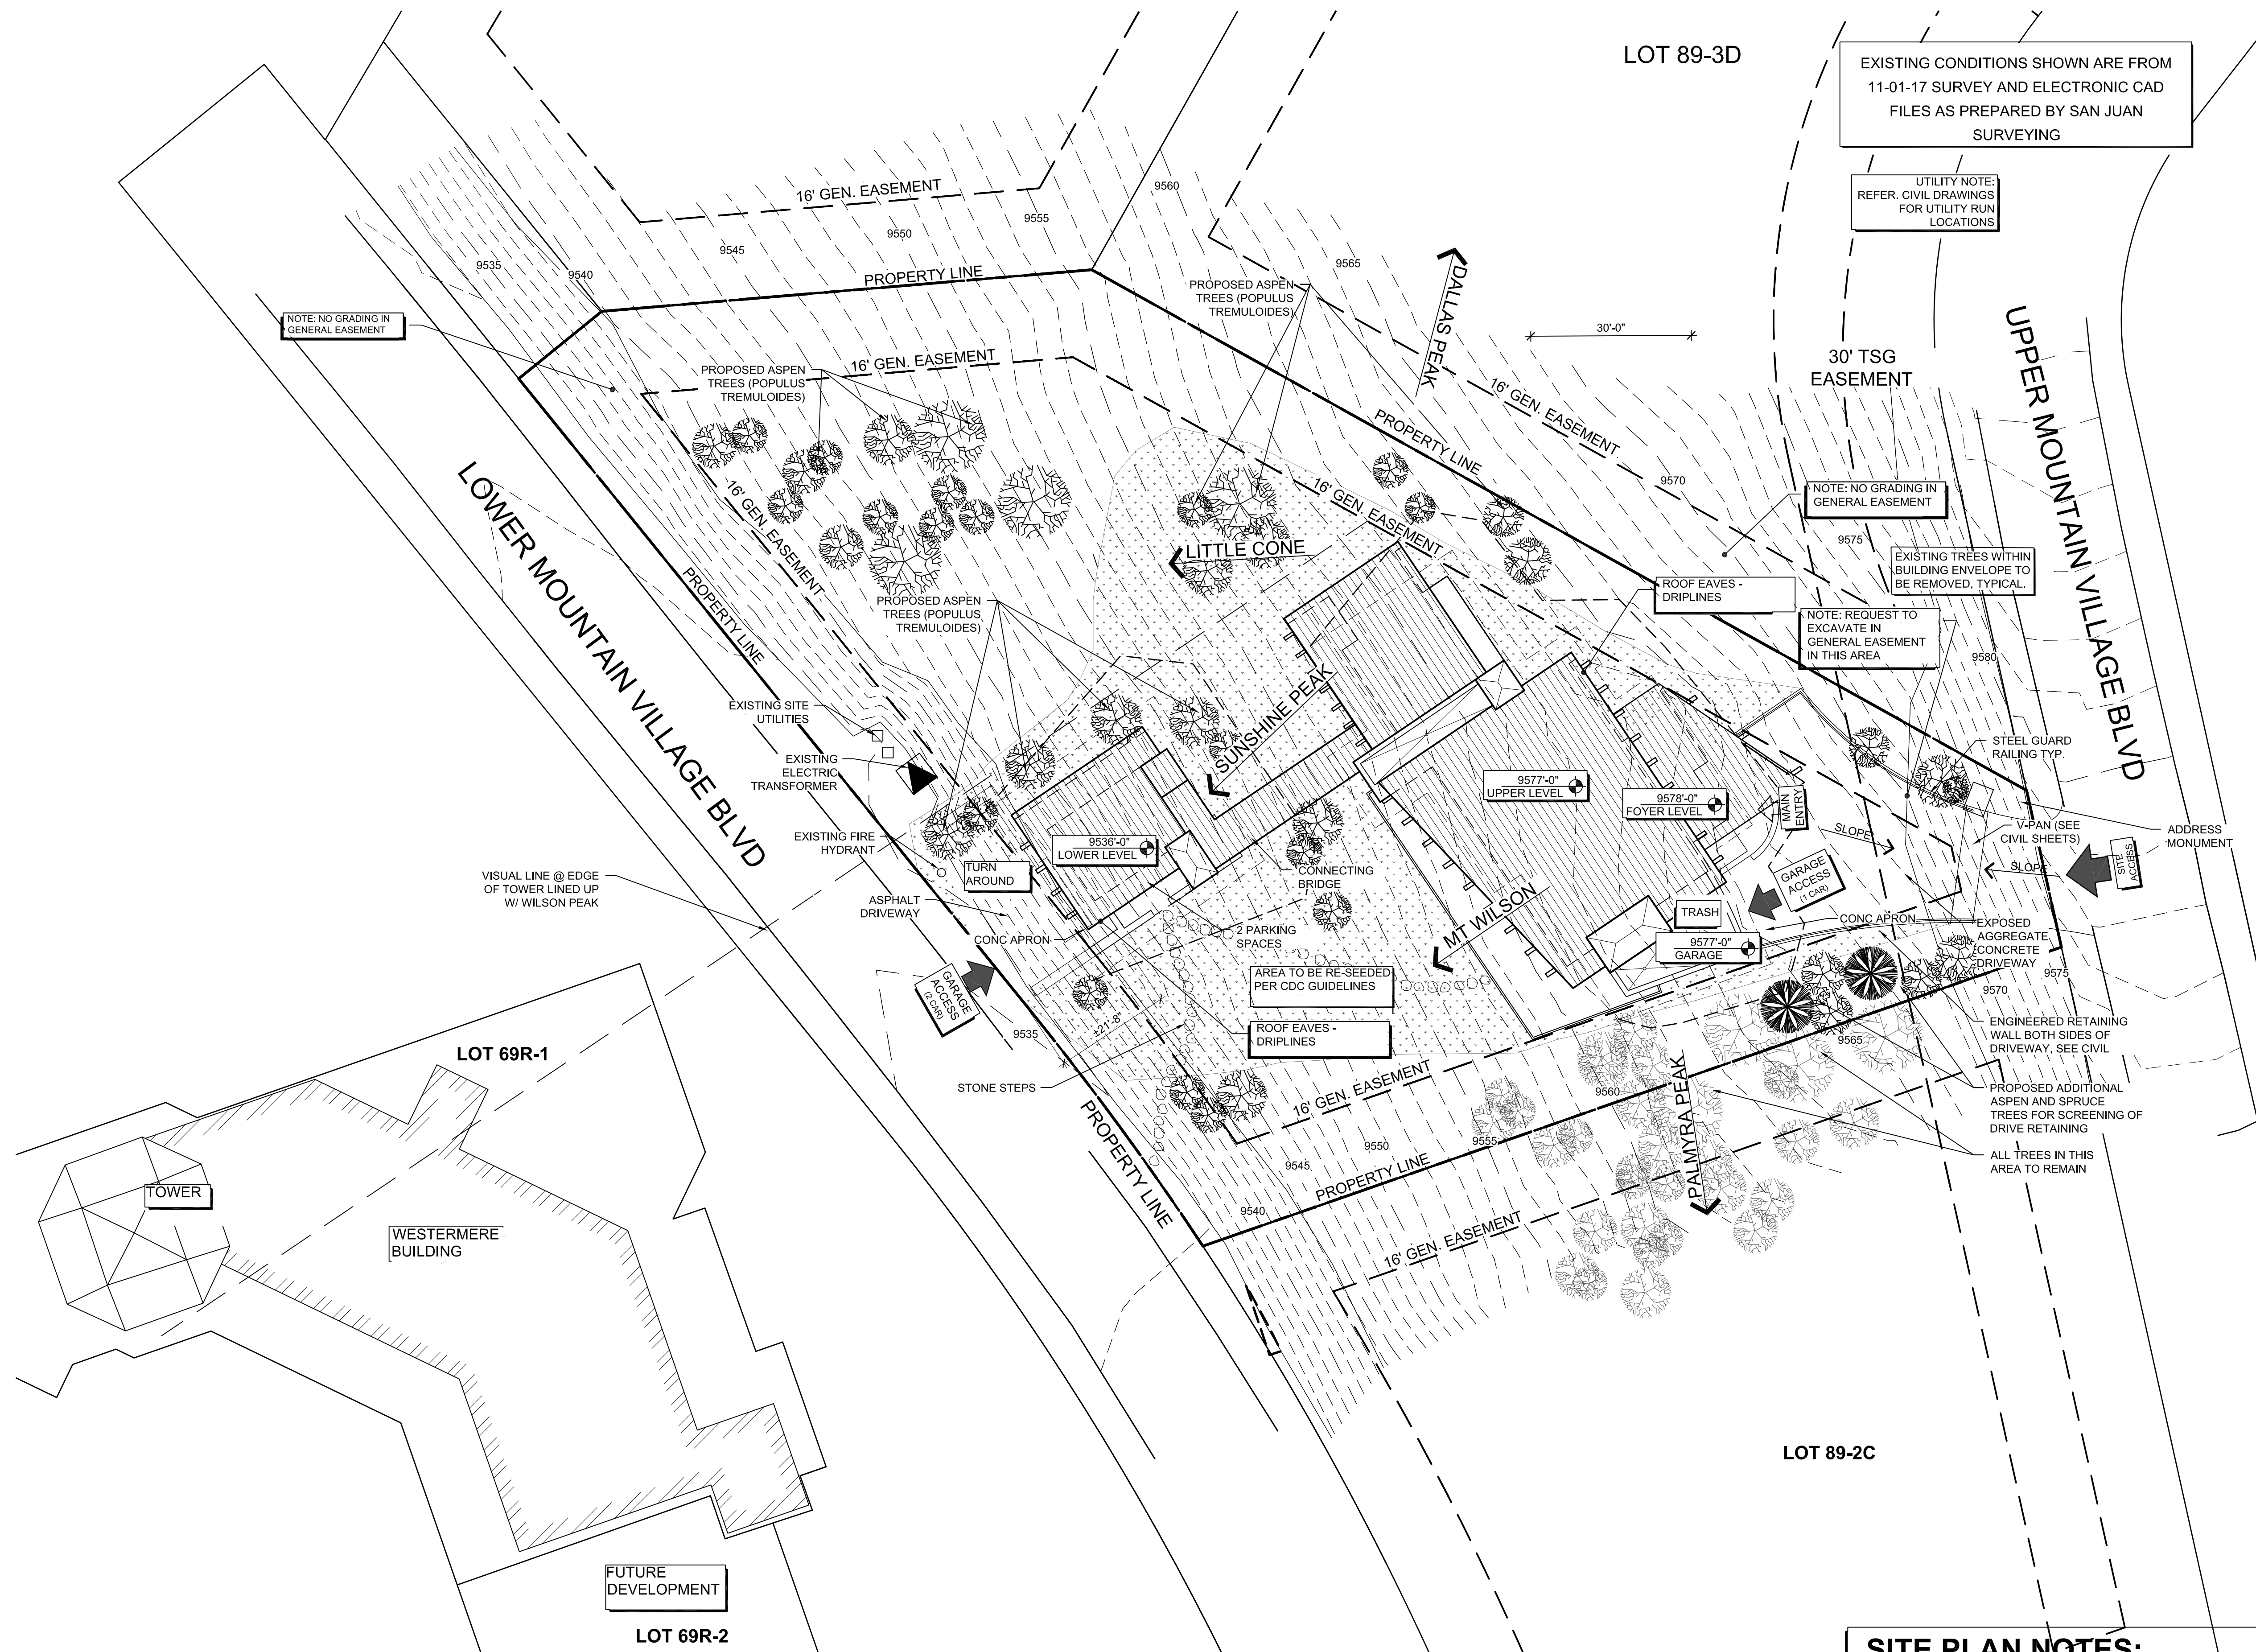 LOT 89-3D
EXISTING CONDITIONS SHOWN ARE FROM
11-01-17 SURVEY AND ELECTRONIC CAD
FILES AS PREPARED BY SAN JUAN
SURVEYING
UTILITY NOTE:
REFER. CIVIL DRAWINGS
FOR UTILITY RUN
LOCATIONS
16' GEN. EASEMENT
9560
9555
9550
9545
9540
9535
PROPERTY LINE
9565
DALLAS PEAK
PROPOSED ASPEN
TREES (POPULUS
TREMULOIDES)
NOTE: NO GRADING IN
GENERAL EASEMENT
30'-0"
30' TSG
EASEMENT
UPPER MOUNTAIN VILLAGE BLVD
16' GEN. EASEMENT
PROPOSED ASPEN
TREES (POPULUS
TREMULOIDES)
16' GEN. EASEMENT
PROPERTY LINE
9570
NOTE: NO GRADING IN
GENERAL EASEMENT
9575
16' GEN. EASEMENT
16' GEN. EASEMENT
LITTLE CONE
EXISTING TREES WITHIN
BUILDING ENVELOPE TO
BE REMOVED, TYPICAL.
LOWER MOUNTAIN VILLAGE BLVD
PROPERTY LINE
PROPOSED ASPEN
TREES (POPULUS
TREMULOIDES)
ROOF EAVES -
DRIPLINES
NOTE: REQUEST TO
EXCAVATE IN
GENERAL EASEMENT
IN THIS AREA
9580
SUNSHINE PEAK
EXISTING SITE
UTILITIES
EXISTING
ELECTRIC
TRANSFORMER
STEEL GUARD
RAILING TYP.
9577'-0"
UPPER LEVEL
9578'-0"
FOYER LEVEL
MAIN
ENTRY
EXISTING FIRE
HYDRANT
9536'-0"
LOWER LEVEL
SLOPE
V-PAN (SEE
CIVIL SHEETS)
ADDRESS
MONUMENT
SLOPE
SITE
ACCESS
VISUAL LINE @ EDGE
OF TOWER LINED UP
W/ WILSON PEAK
TURN
AROUND
CONNECTING
BRIDGE
GARAGE
ACCESS
(1 CAR)
ASPHALT
DRIVEWAY
MT WILSON
TRASH
CONC APRON
EXPOSED
AGGREGATE
CONCRETE
DRIVEWAY
CONC APRON
2 PARKING
SPACES
9577'-0"
GARAGE
GARAGE
ACCESS
(2 CAR)
AREA TO BE RE-SEEDED
PER CDC GUIDELINES
9575
9570
±21'-8"
9535
ROOF EAVES -
DRIPLINES
9565
ENGINEERED RETAINING
WALL BOTH SIDES OF
DRIVEWAY, SEE CIVIL
LOT 69R-1
STONE STEPS
16' GEN. EASEMENT
PALMYRA PEAK
9560
PROPOSED ADDITIONAL
ASPEN AND SPRUCE
TREES FOR SCREENING OF
DRIVE RETAINING
PROPERTY LINE
9555
9550
9545
9540
PROPERTY LINE
ALL TREES IN THIS
AREA TO REMAIN
TOWER
WESTERMERE
BUILDING
16' GEN. EASEMENT
LOT 89-2C
FUTURE
DEVELOPMENT
LOT 69R-2
SITE PLAN NOTES: